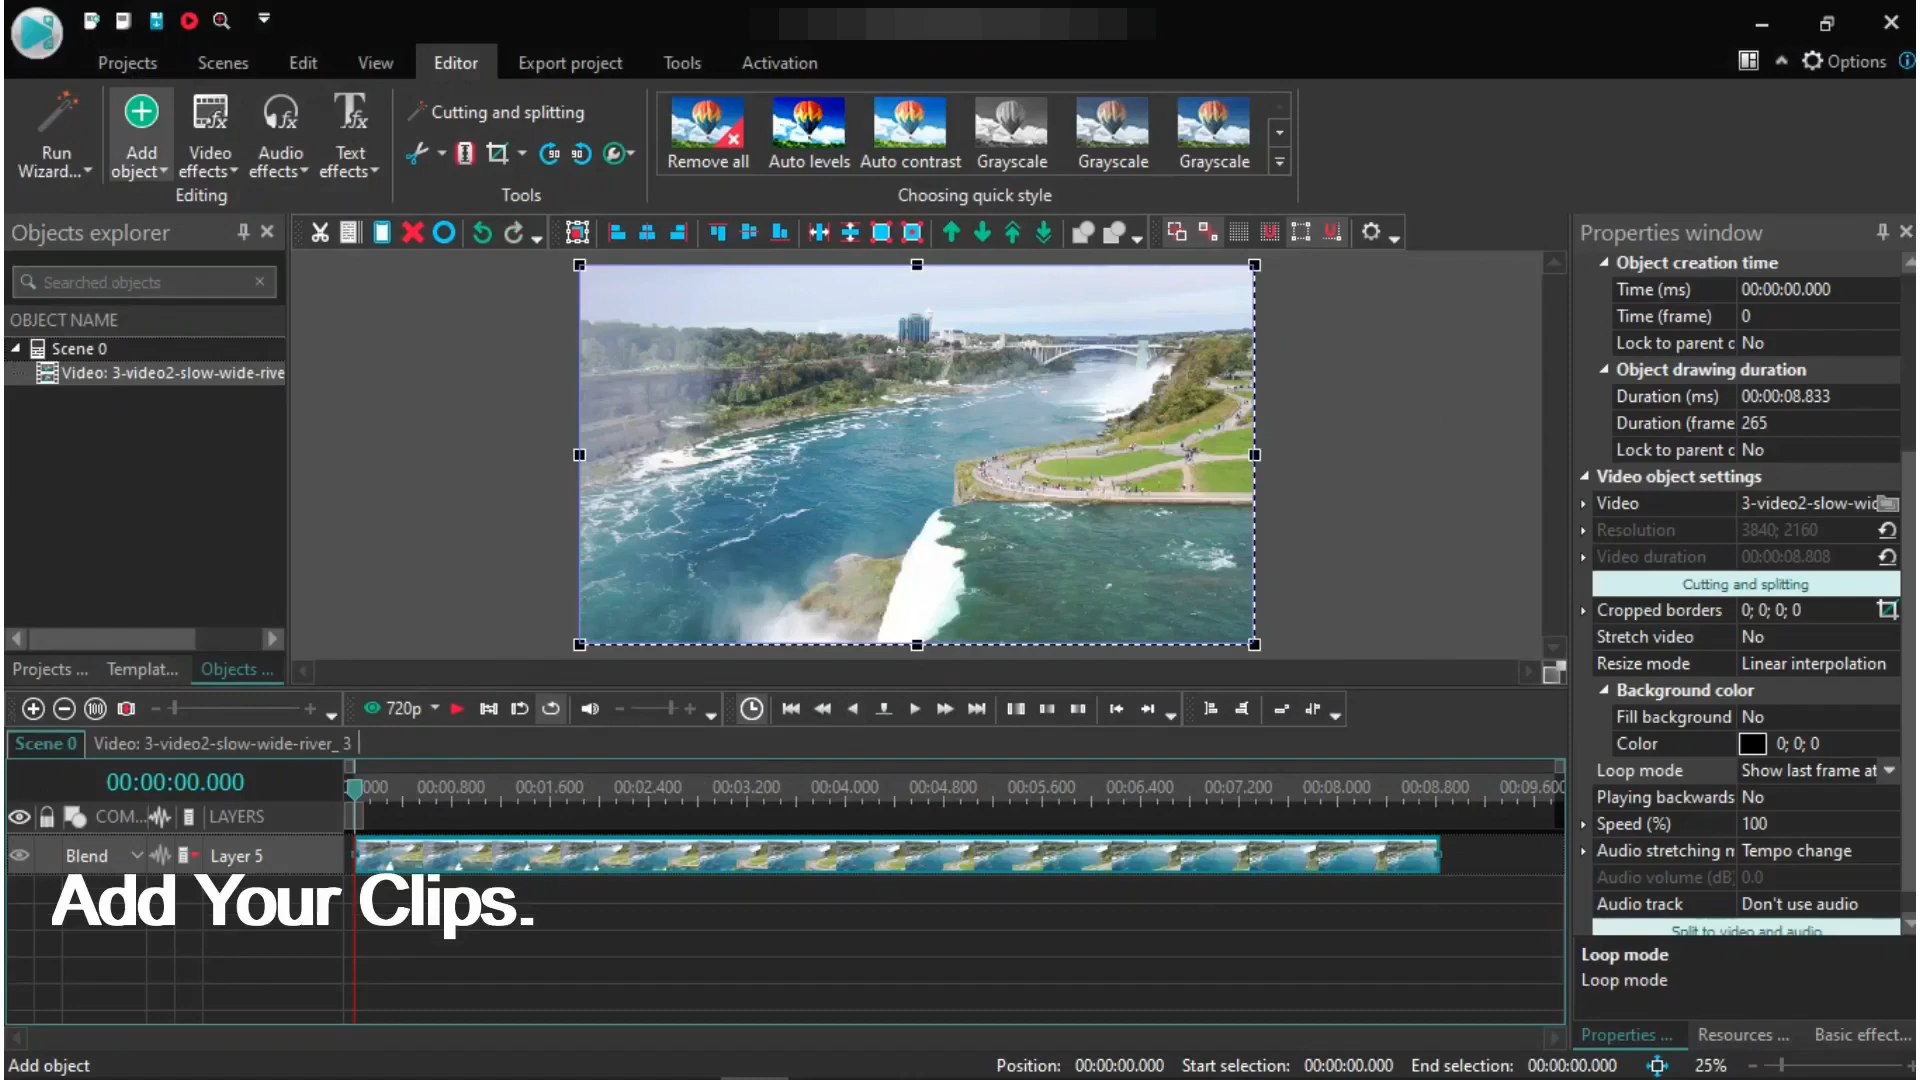 Projects Scenes Edit View Editor Export project Tools Activation Options
Run Wizard...
Add object
Video effects
Audio effects
Text effects
Editing
Cutting and splitting
90 90
Tools
Remove all Auto levels Auto contrast Grayscale Grayscale Grayscale
Choosing quick style
Objects explorer
Searched objects
OBJECT NAME
Scene 0
Video: 3-video2-slow-wide-rive
Projects ... Templat... Objects ...
Properties window
Object creation time
Time (ms) 00:00:00.000
Time (frame) 0
Lock to parent c No
Object drawing duration
Duration (ms) 00:00:08.833
Duration (frame 265
Lock to parent c No
Video object settings
Video 3-video2-slow-wid
Resolution 3840; 2160
Video duration 00:00:08.808
Cutting and splitting
Cropped borders 0; 0; 0; 0
Stretch video No
Resize mode Linear interpolation
Background color
Fill background No
Color 0; 0; 0
Loop mode Show last frame at
Playing backwards No
Speed (%) 100
Audio stretching m Tempo change
Audio volume (dB) 0.0
Audio track Don't use audio
Split to video and audio
Loop mode
Loop mode
Properties ... Resources ... Basic effect...
100
720p
Scene 0 Video: 3-video2-slow-wide-river_ 3
00:00:00.000
000 00:00.800 00:01.600 00:02.400 00:03.200 00:04.000 00:04.800 00:05.600 00:06.400 00:07.200 00:08.000 00:08.800 00:09.600
COM... LAYERS
Blend Layer 5
Add Your Clips.
Add object
Position: 00:00:00.000 Start selection: 00:00:00.000 End selection: 00:00:00.000 25%